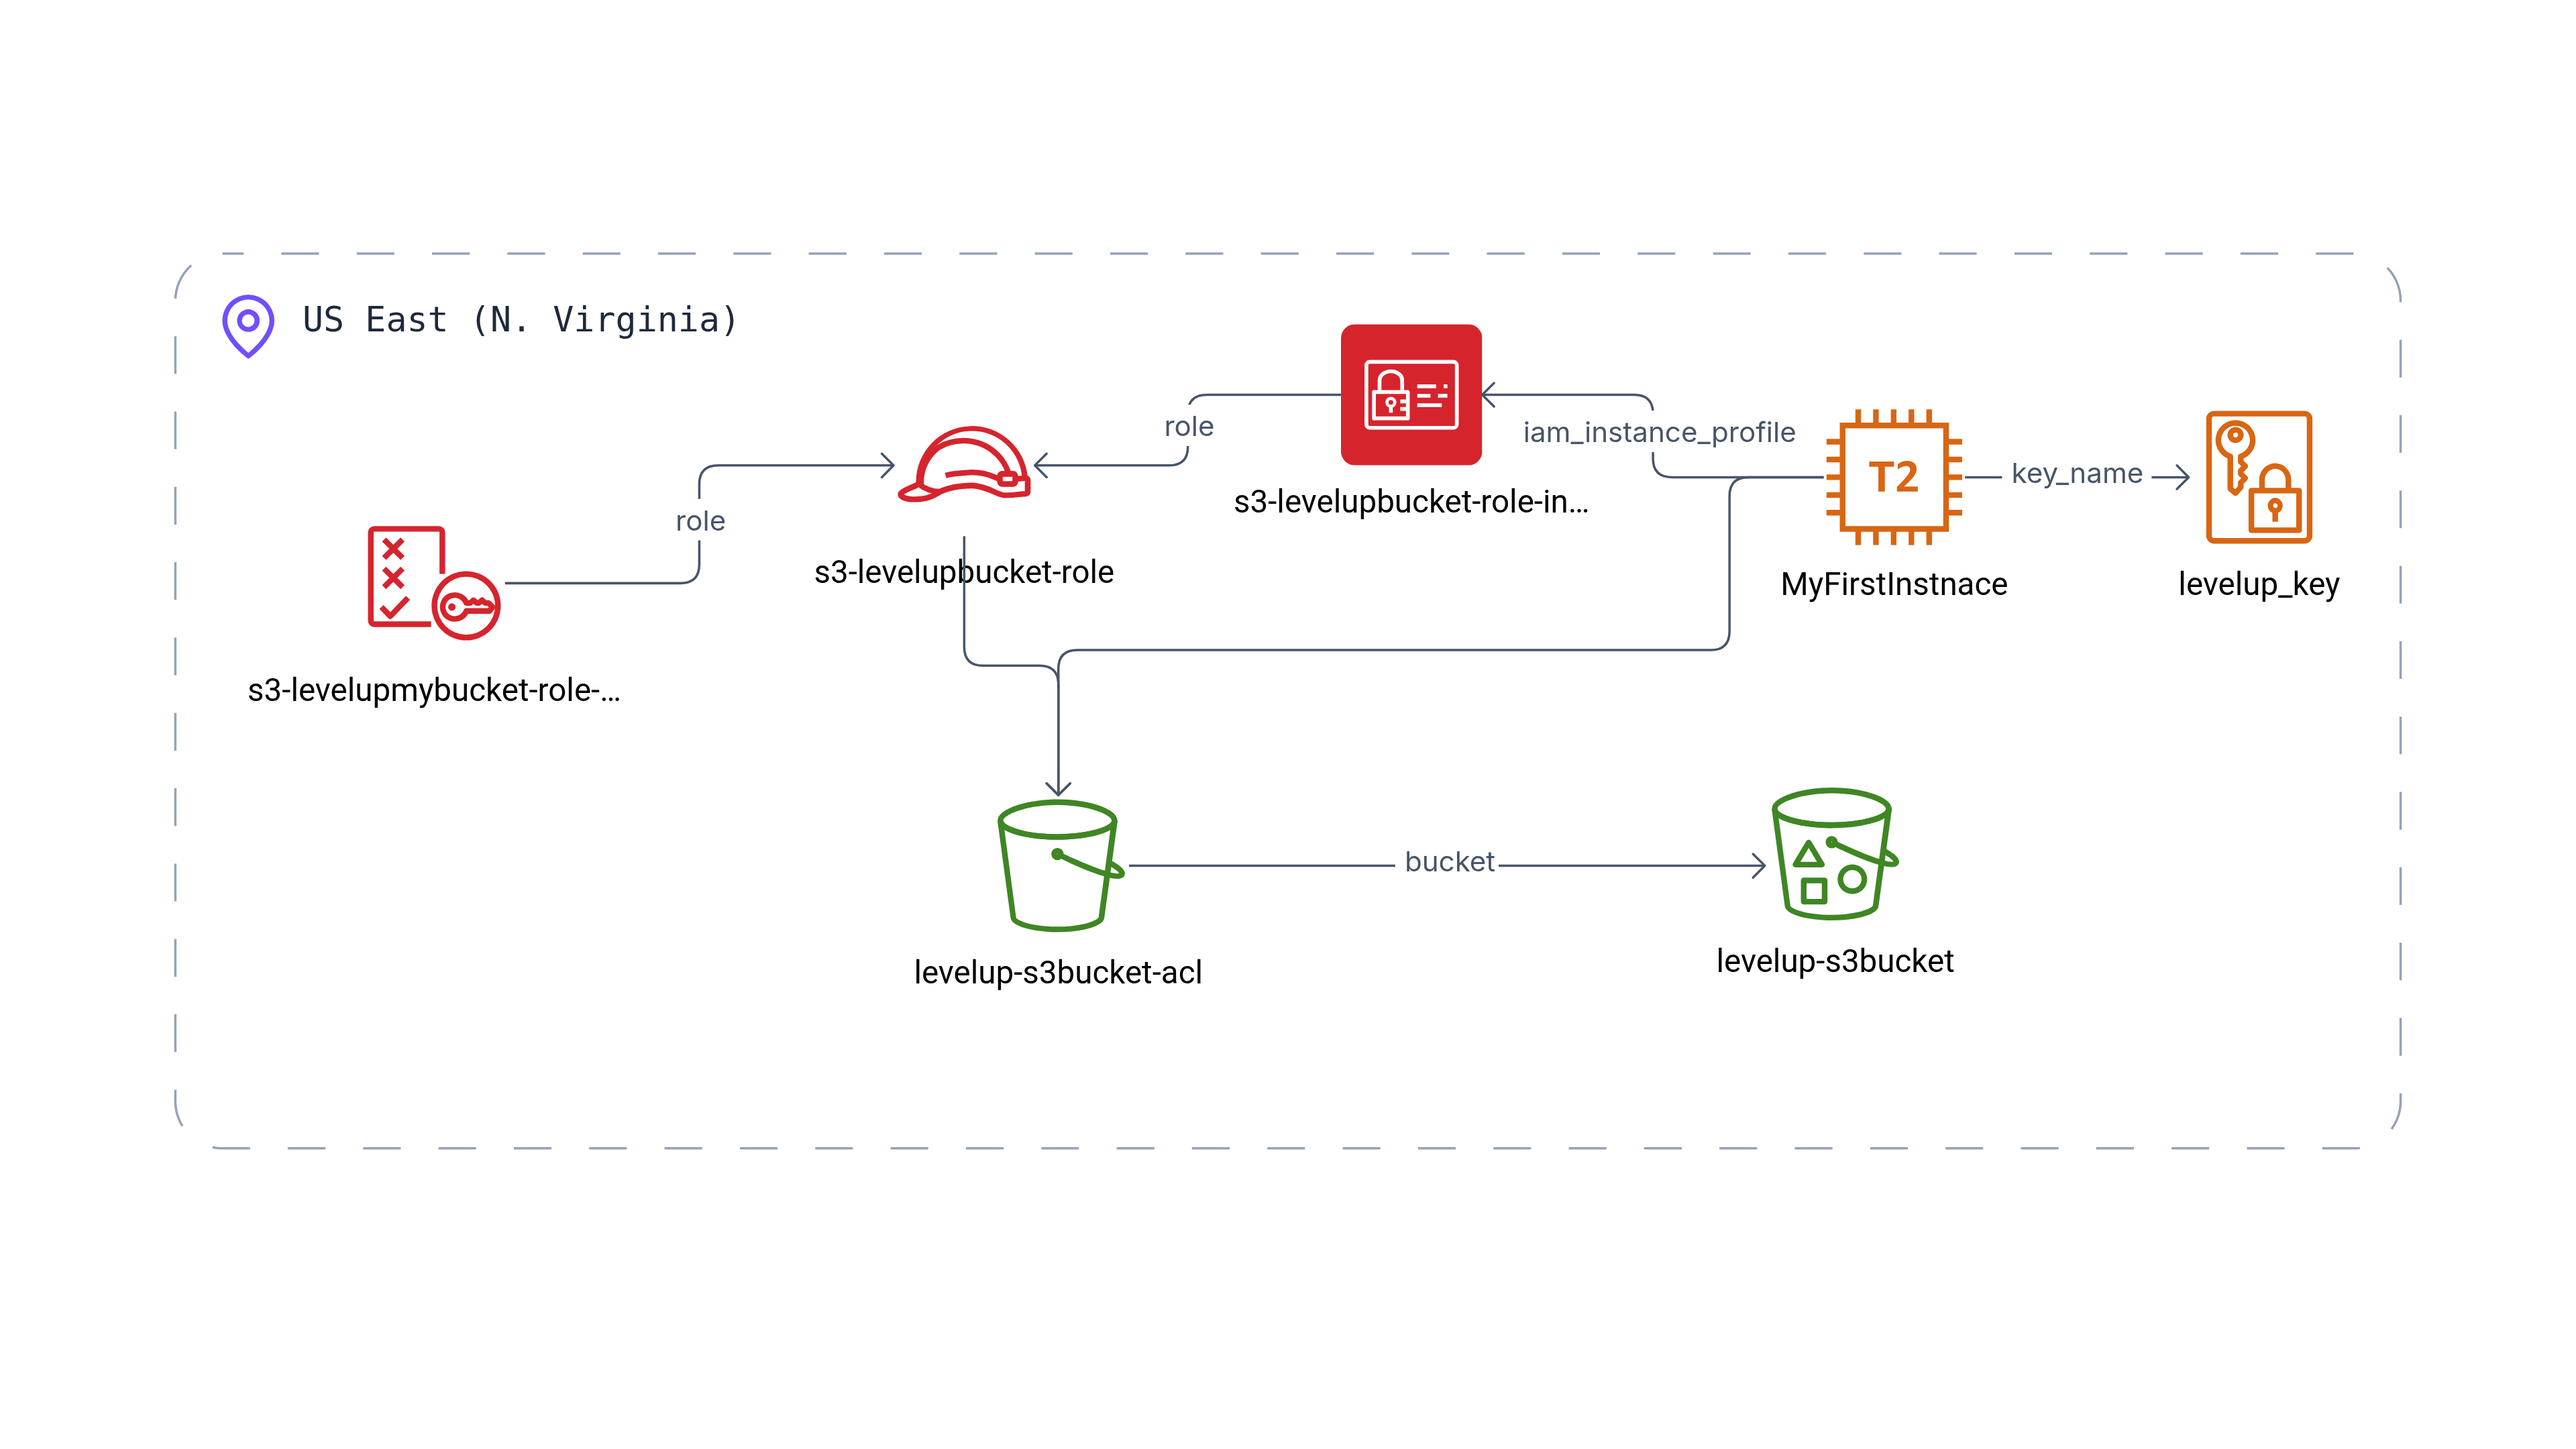 US East (N. Virginia)
role
iam_instance_profile
T2
key_name
s3-levelupbucket-role-in...
role
s3-levelupbucket-role
MyFirstInstnace
levelup_key
s3-levelupmybucket-role-...
bucket
levelup-s3bucket-acl
levelup-s3bucket